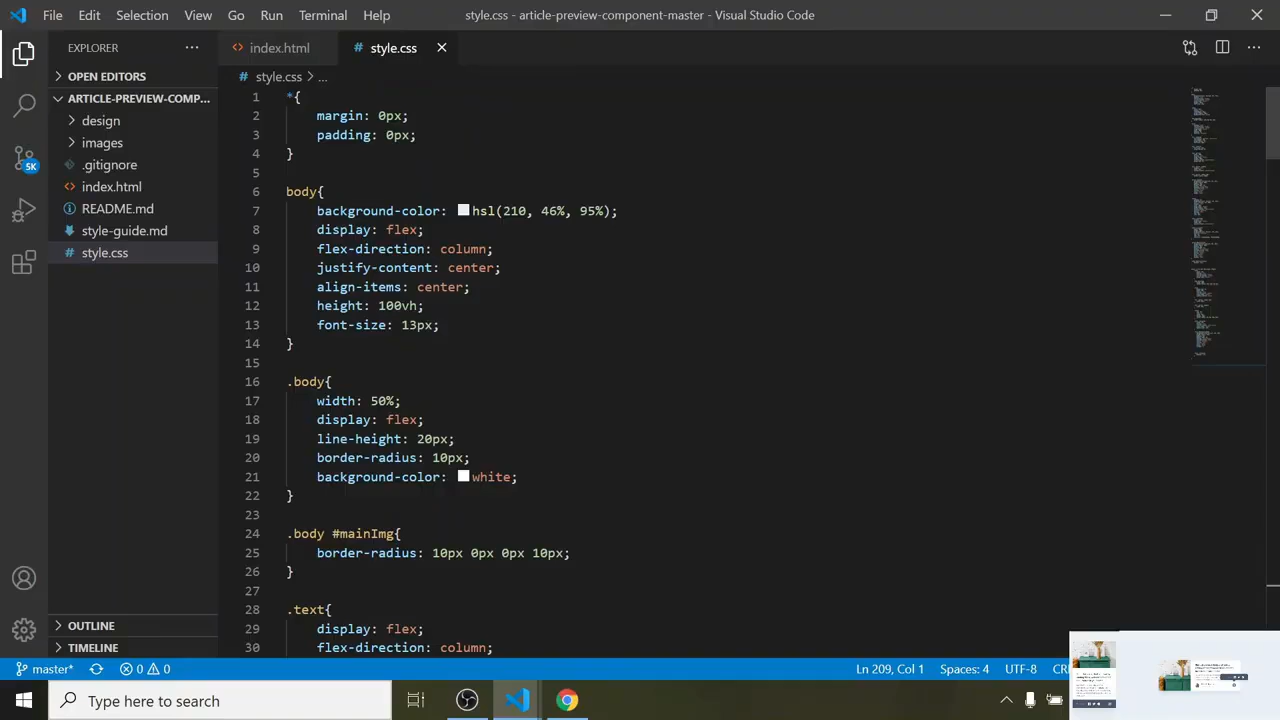 File Edit Selection View Go Run Terminal Help
style.css - article-preview-component-master - Visual Studio Code
EXPLORER
index.html
# style.css
OPEN EDITORS
# style.css > ...
ARTICLE-PREVIEW-COMP...
design
images
.gitignore
index.html
README.md
style-guide.md
# style.css
5K
1 *{
2 margin: 0px;
3 padding: 0px;
4 }
5
6 body{
7 background-color: hsl(210, 46%, 95%);
8 display: flex;
9 flex-direction: column;
10 justify-content: center;
11 align-items: center;
12 height: 100vh;
13 font-size: 13px;
14 }
15
16 .body{
17 width: 50%;
18 display: flex;
19 line-height: 20px;
20 border-radius: 10px;
21 background-color: white;
22 }
23
24 .body #mainImg{
25 border-radius: 10px 0px 0px 10px;
26 }
27
28 .text{
29 display: flex;
30 flex-direction: column;
OUTLINE
TIMELINE
master* 0 0
Ln 209, Col 1 Spaces: 4 UTF-8 CR
Type here to search